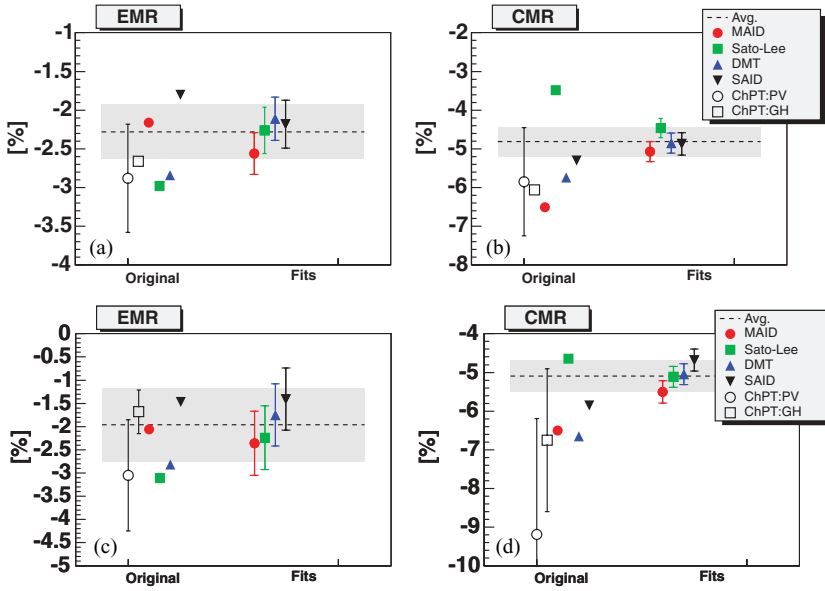 EMR
CMR
Avg.
MAID
Sato-Lee
DMT
SAID
ChPT:PV
ChPT:GH
-1
-1.5
-2
-2.5
-3
-3.5
-4
[%]
(a)
Original
Fits
-2
-3
-4
-5
-6
-7
-8
[%]
(b)
Original
Fits
EMR
CMR
Avg.
MAID
Sato-Lee
DMT
SAID
ChPT:PV
ChPT:GH
0
-0.5
-1
-1.5
-2
-2.5
-3
-3.5
-4
-4.5
-5
[%]
(c)
Original
Fits
-4
-5
-6
-7
-8
-9
-10
[%]
(d)
Original
Fits